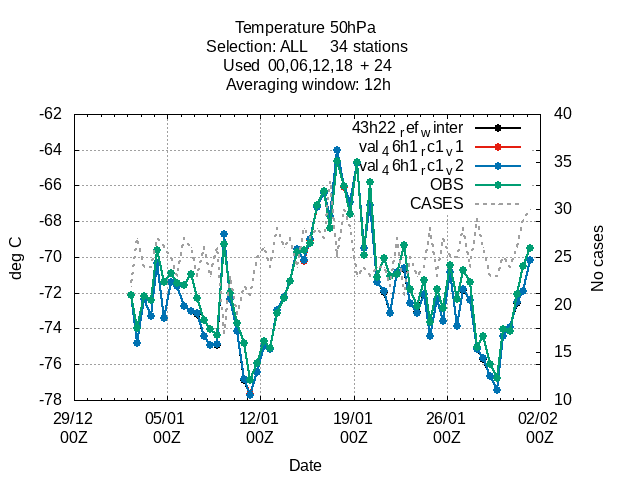 Temperature 50hPa
Selection: ALL 34 stations
Used 00,06,12,18 + 24
Averaging window: 12h
-62 40
43h22 r ef w inter
val 4 6h1 r c1 v 1
-64 35
val 4 6h1 r c1 v 2
-66 OBS
CASES
-68 30
deg C
-70 25
No cases
-72 20
-74
-76 15
-78 10
29/12 05/01 12/01 19/01 26/01 02/02
00Z 00Z 00Z 00Z 00Z 00Z
Date